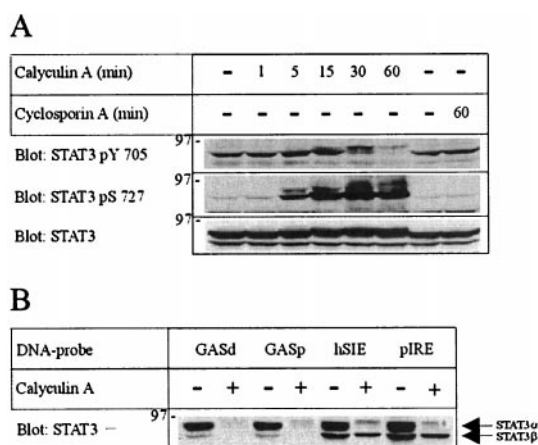 A
Calyculin A (min) - 1 5 15 30 60 - -
Cyclosporin A (min) - - - - - - - 60
97-
Blot: STAT3 pY 705
97-
Blot: STAT3 pS 727
97-
Blot: STAT3
B
DNA-probe GASd GASp hSIE pIRE
Calyculin A - + - + - + - +
97-
Blot: STAT3 — STAT3α
STAT3β